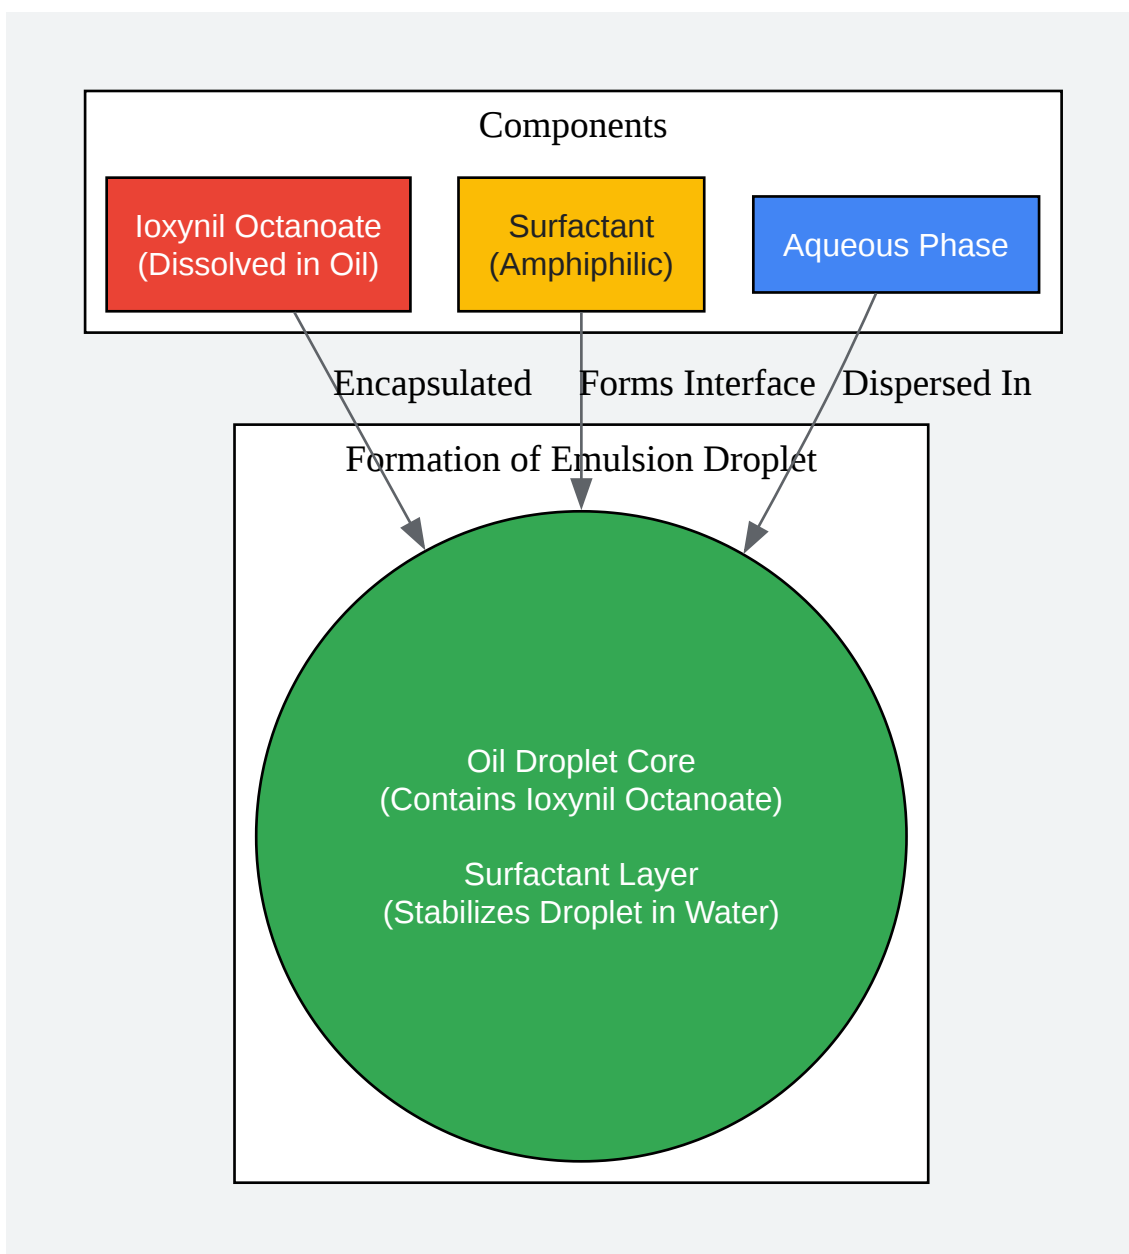 Components
Ioxynil Octanoate
(Dissolved in Oil)
Surfactant
(Amphiphilic)
Aqueous Phase
Encapsulated
Forms Interface
Dispersed In
Formation of Emulsion Droplet
Oil Droplet Core
(Contains Ioxynil Octanoate)
Surfactant Layer
(Stabilizes Droplet in Water)